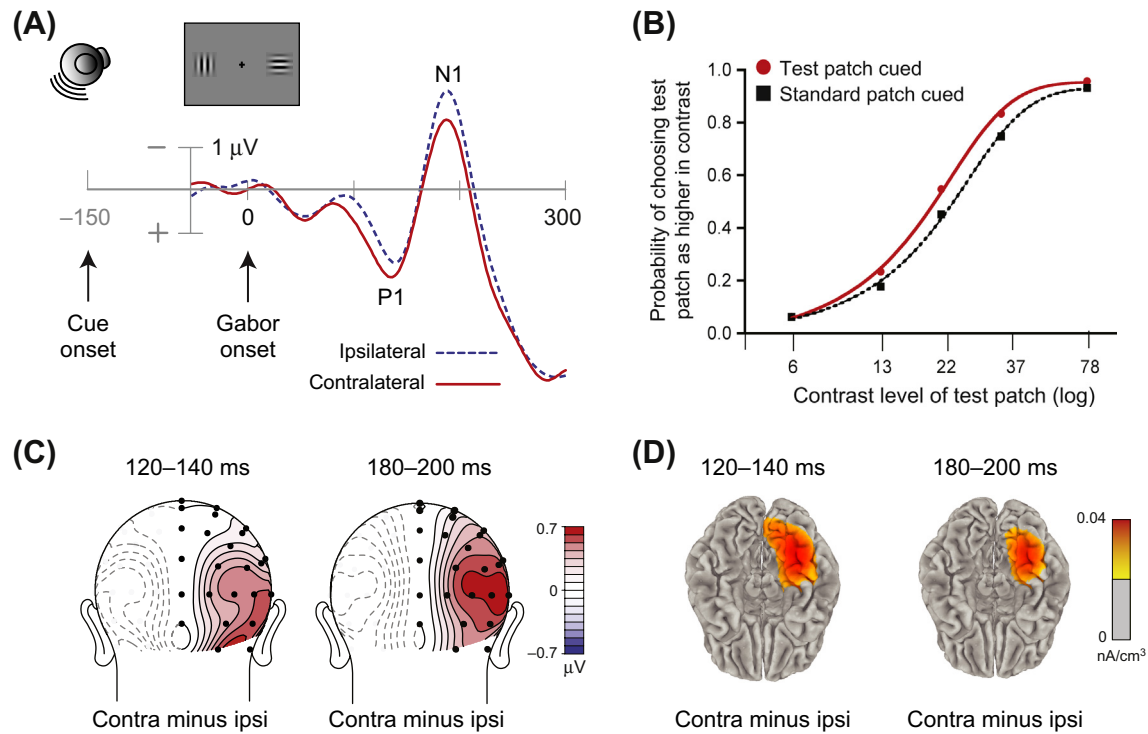 (A)
N1
1 μV
−
+
–150
0
300
P1
Cue
onset
Gabor
onset
Ipsilateral
Contralateral
(B)
Test patch cued
Standard patch cued
Probability of choosing test
patch as higher in contrast
1.0
0.8
0.6
0.4
0.2
0.0
6
13
22
37
78
Contrast level of test patch (log)
(C)
120–140 ms
180–200 ms
0.7
0
–0.7
μV
Contra minus ipsi
Contra minus ipsi
(D)
120–140 ms
180–200 ms
0.04
0
nA/cm³
Contra minus ipsi
Contra minus ipsi